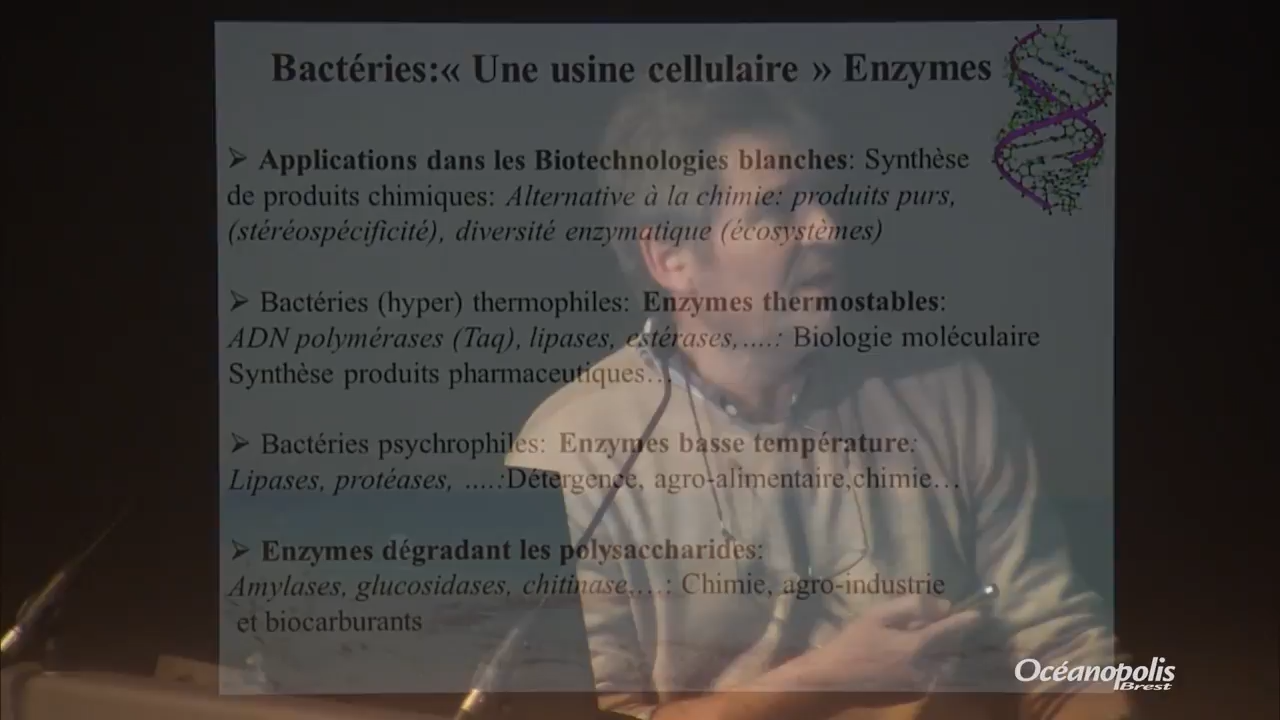 Bactéries:« Une usine cellulaire » Enzymes
➢ Applications dans les Biotechnologies blanches: Synthèse
de produits chimiques: Alternative à la chimie: produits purs,
(stéréospécificité), diversité enzymatique (écosystèmes)
➢ Bactéries (hyper) thermophiles: Enzymes thermostables:
ADN polymérases (Taq), lipases, estérases,....: Biologie moléculaire
Synthèse produits pharmaceutiques…
➢ Bactéries psychrophiles: Enzymes basse température:
Lipases, protéases, ....:Détergence, agro-alimentaire,chimie…
➢ Enzymes dégradant les polysaccharides:
Amylases, glucosidases, chitinase,…: Chimie, agro-industrie
et biocarburants
Océanopolis
Brest